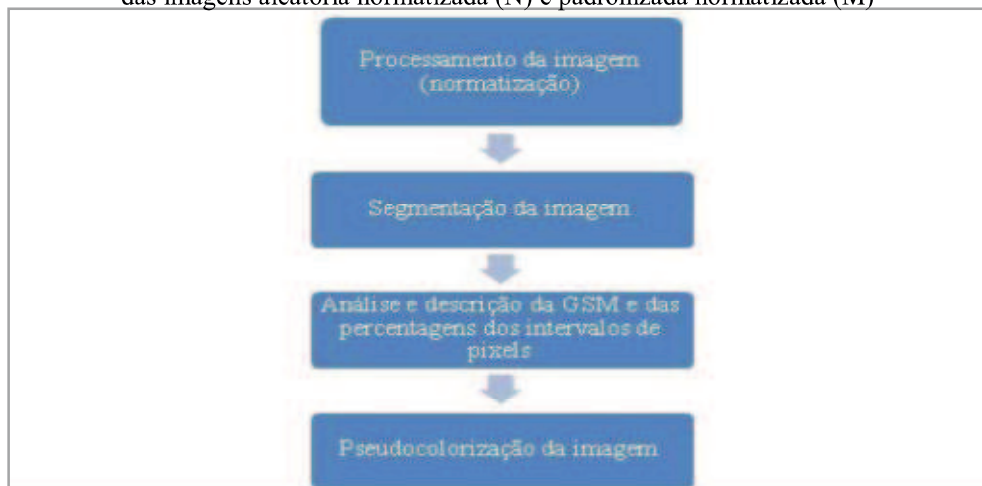 das imagens aleatória normatizada (N) e padronizada normatizada (M)
Processamento da imagem
(normatização)
Segmentação da imagem
Análise e descrição da GSM e das
percentagens dos intervalos de
pixels
Pseudocolorização da imagem